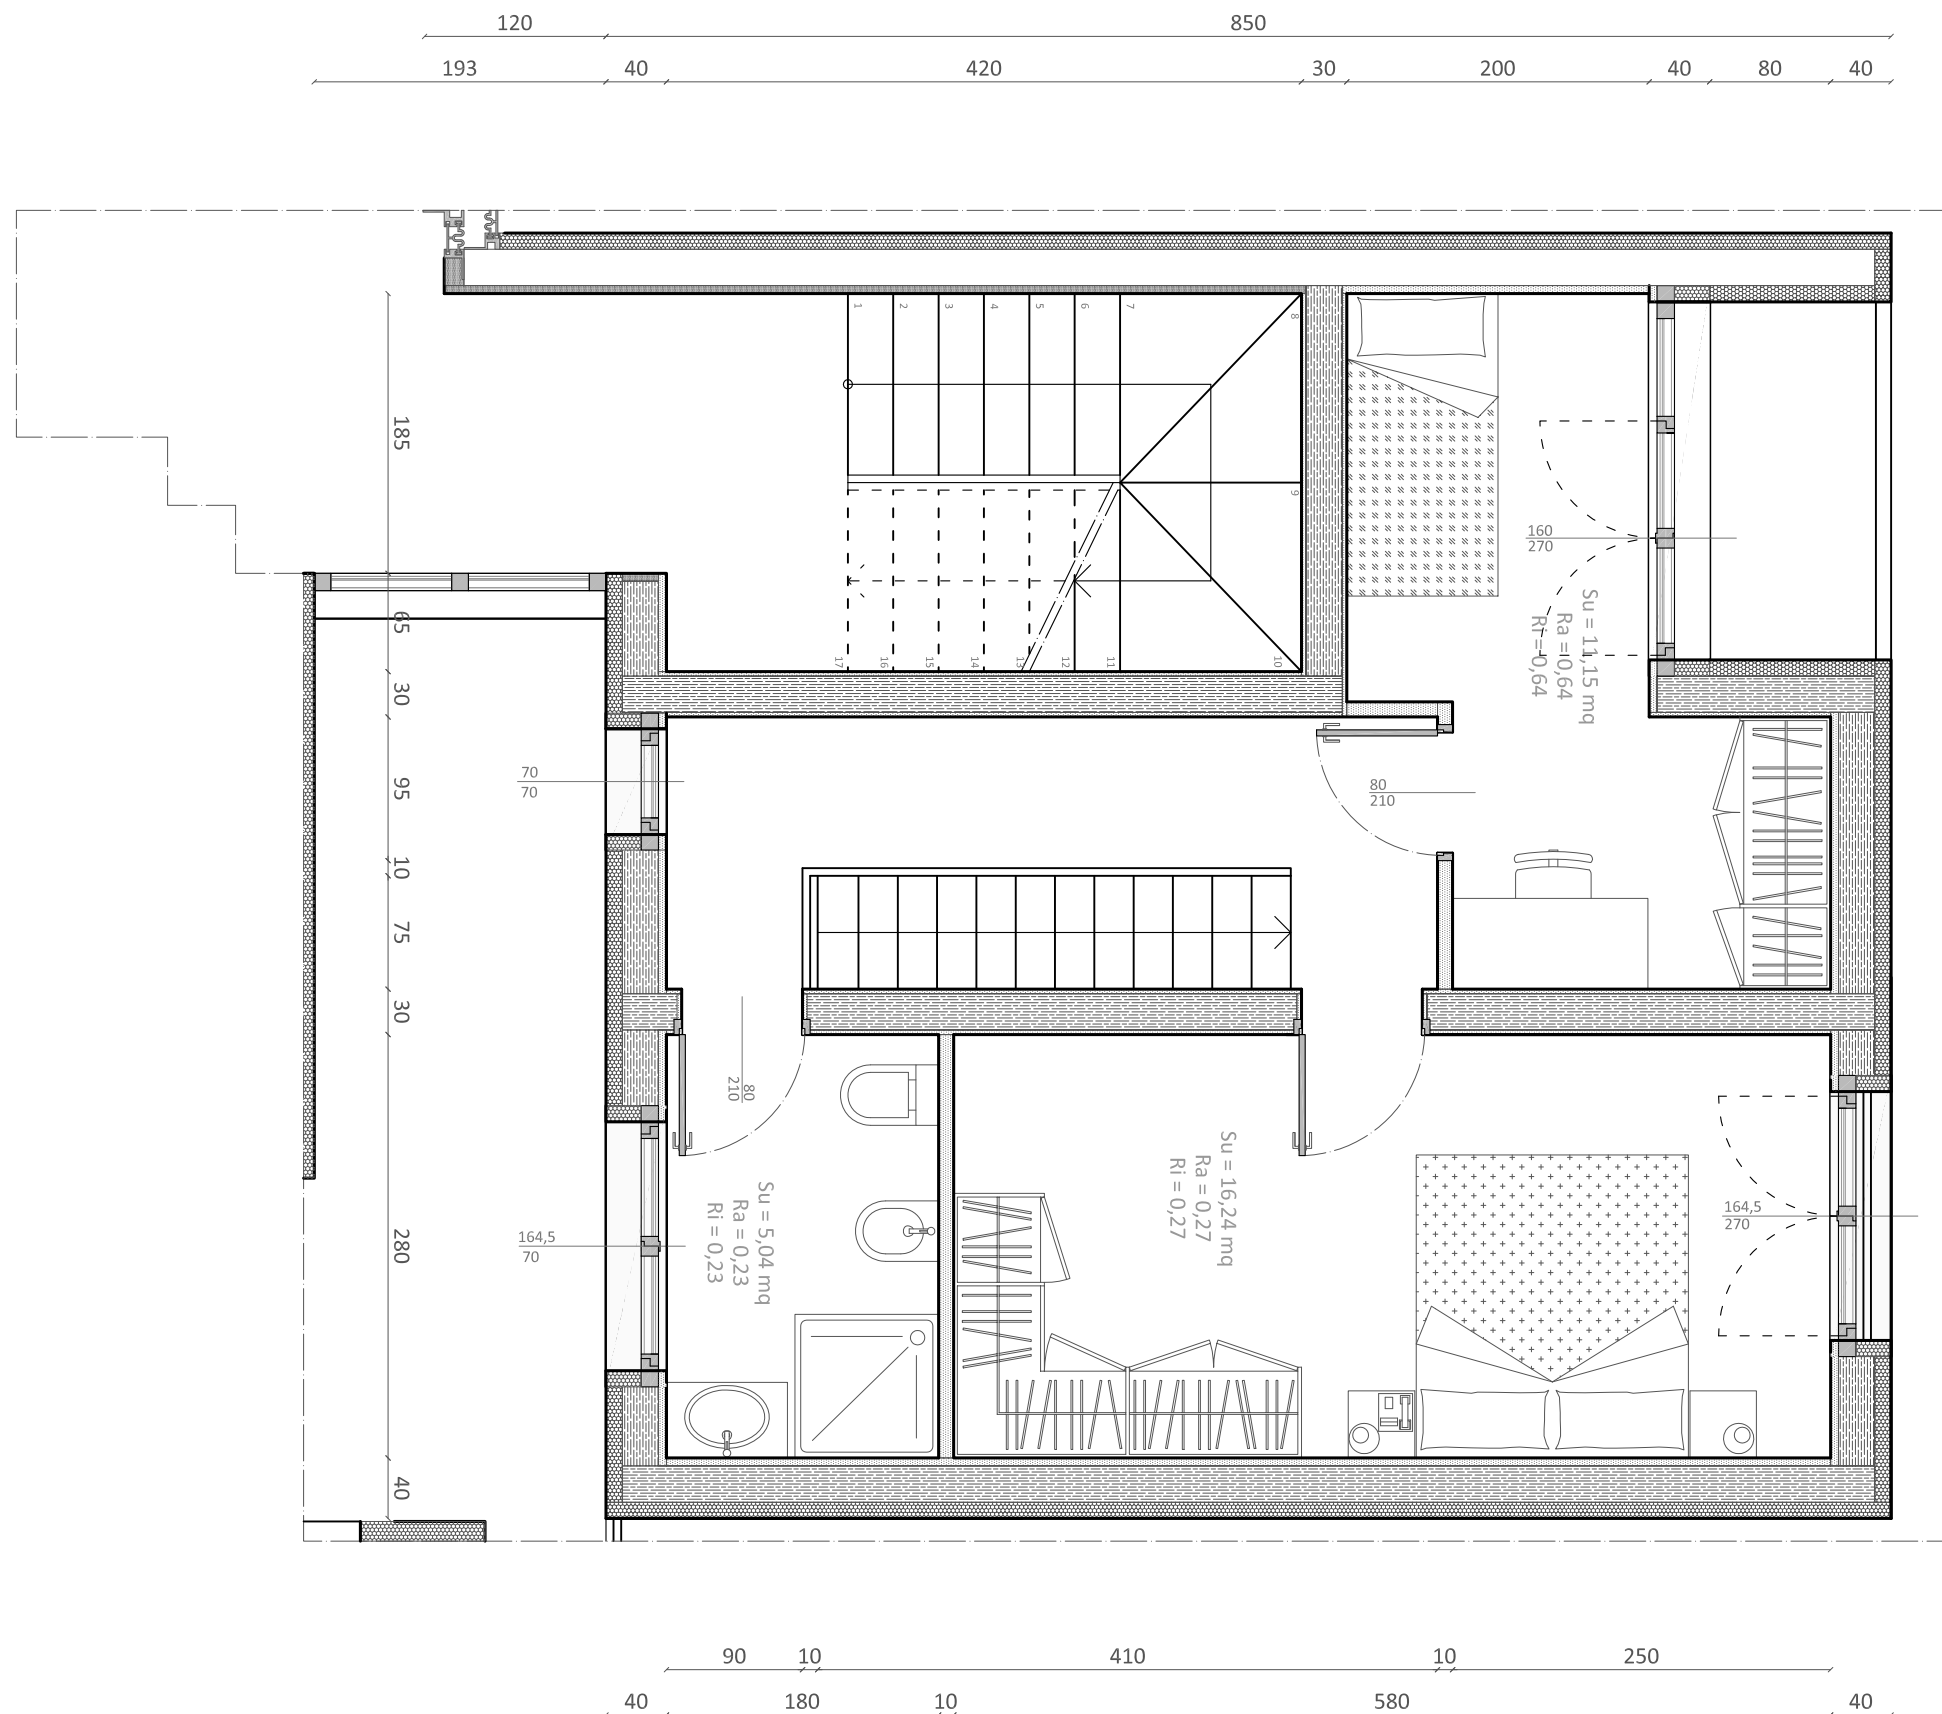 120 850
193 40 420 30 200 40 80 40
1 2 3 4 5 6 7 8
9
185
160
270
Su = 11,15 mq
Ra = 0,64
Ri = 0,64
65
17 16 15 14 13 12 11 10
30
70
70
95
80
210
10
75
30
80
210
Su = 16,24 mq
Ra = 0,27
Ri = 0,27
Su = 5,04 mq
Ra = 0,23
Ri = 0,23
164,5
270
164,5
70
280
40
90 10 410 10 250
40 180 10 580 40